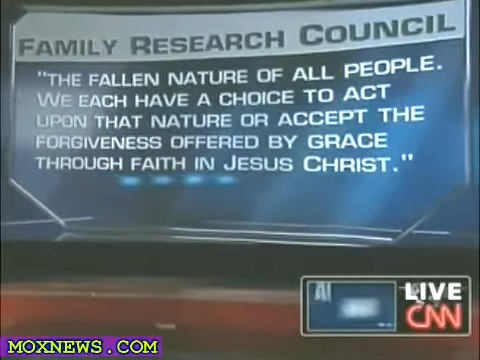 FAMILY RESEARCH COUNCIL
"THE FALLEN NATURE OF ALL PEOPLE.
WE EACH HAVE A CHOICE TO ACT
UPON THAT NATURE OR ACCEPT THE
FORGIVENESS OFFERED BY GRACE
THROUGH FAITH IN JESUS CHRIST."
LIVE
CNN
MOXNEWS.COM